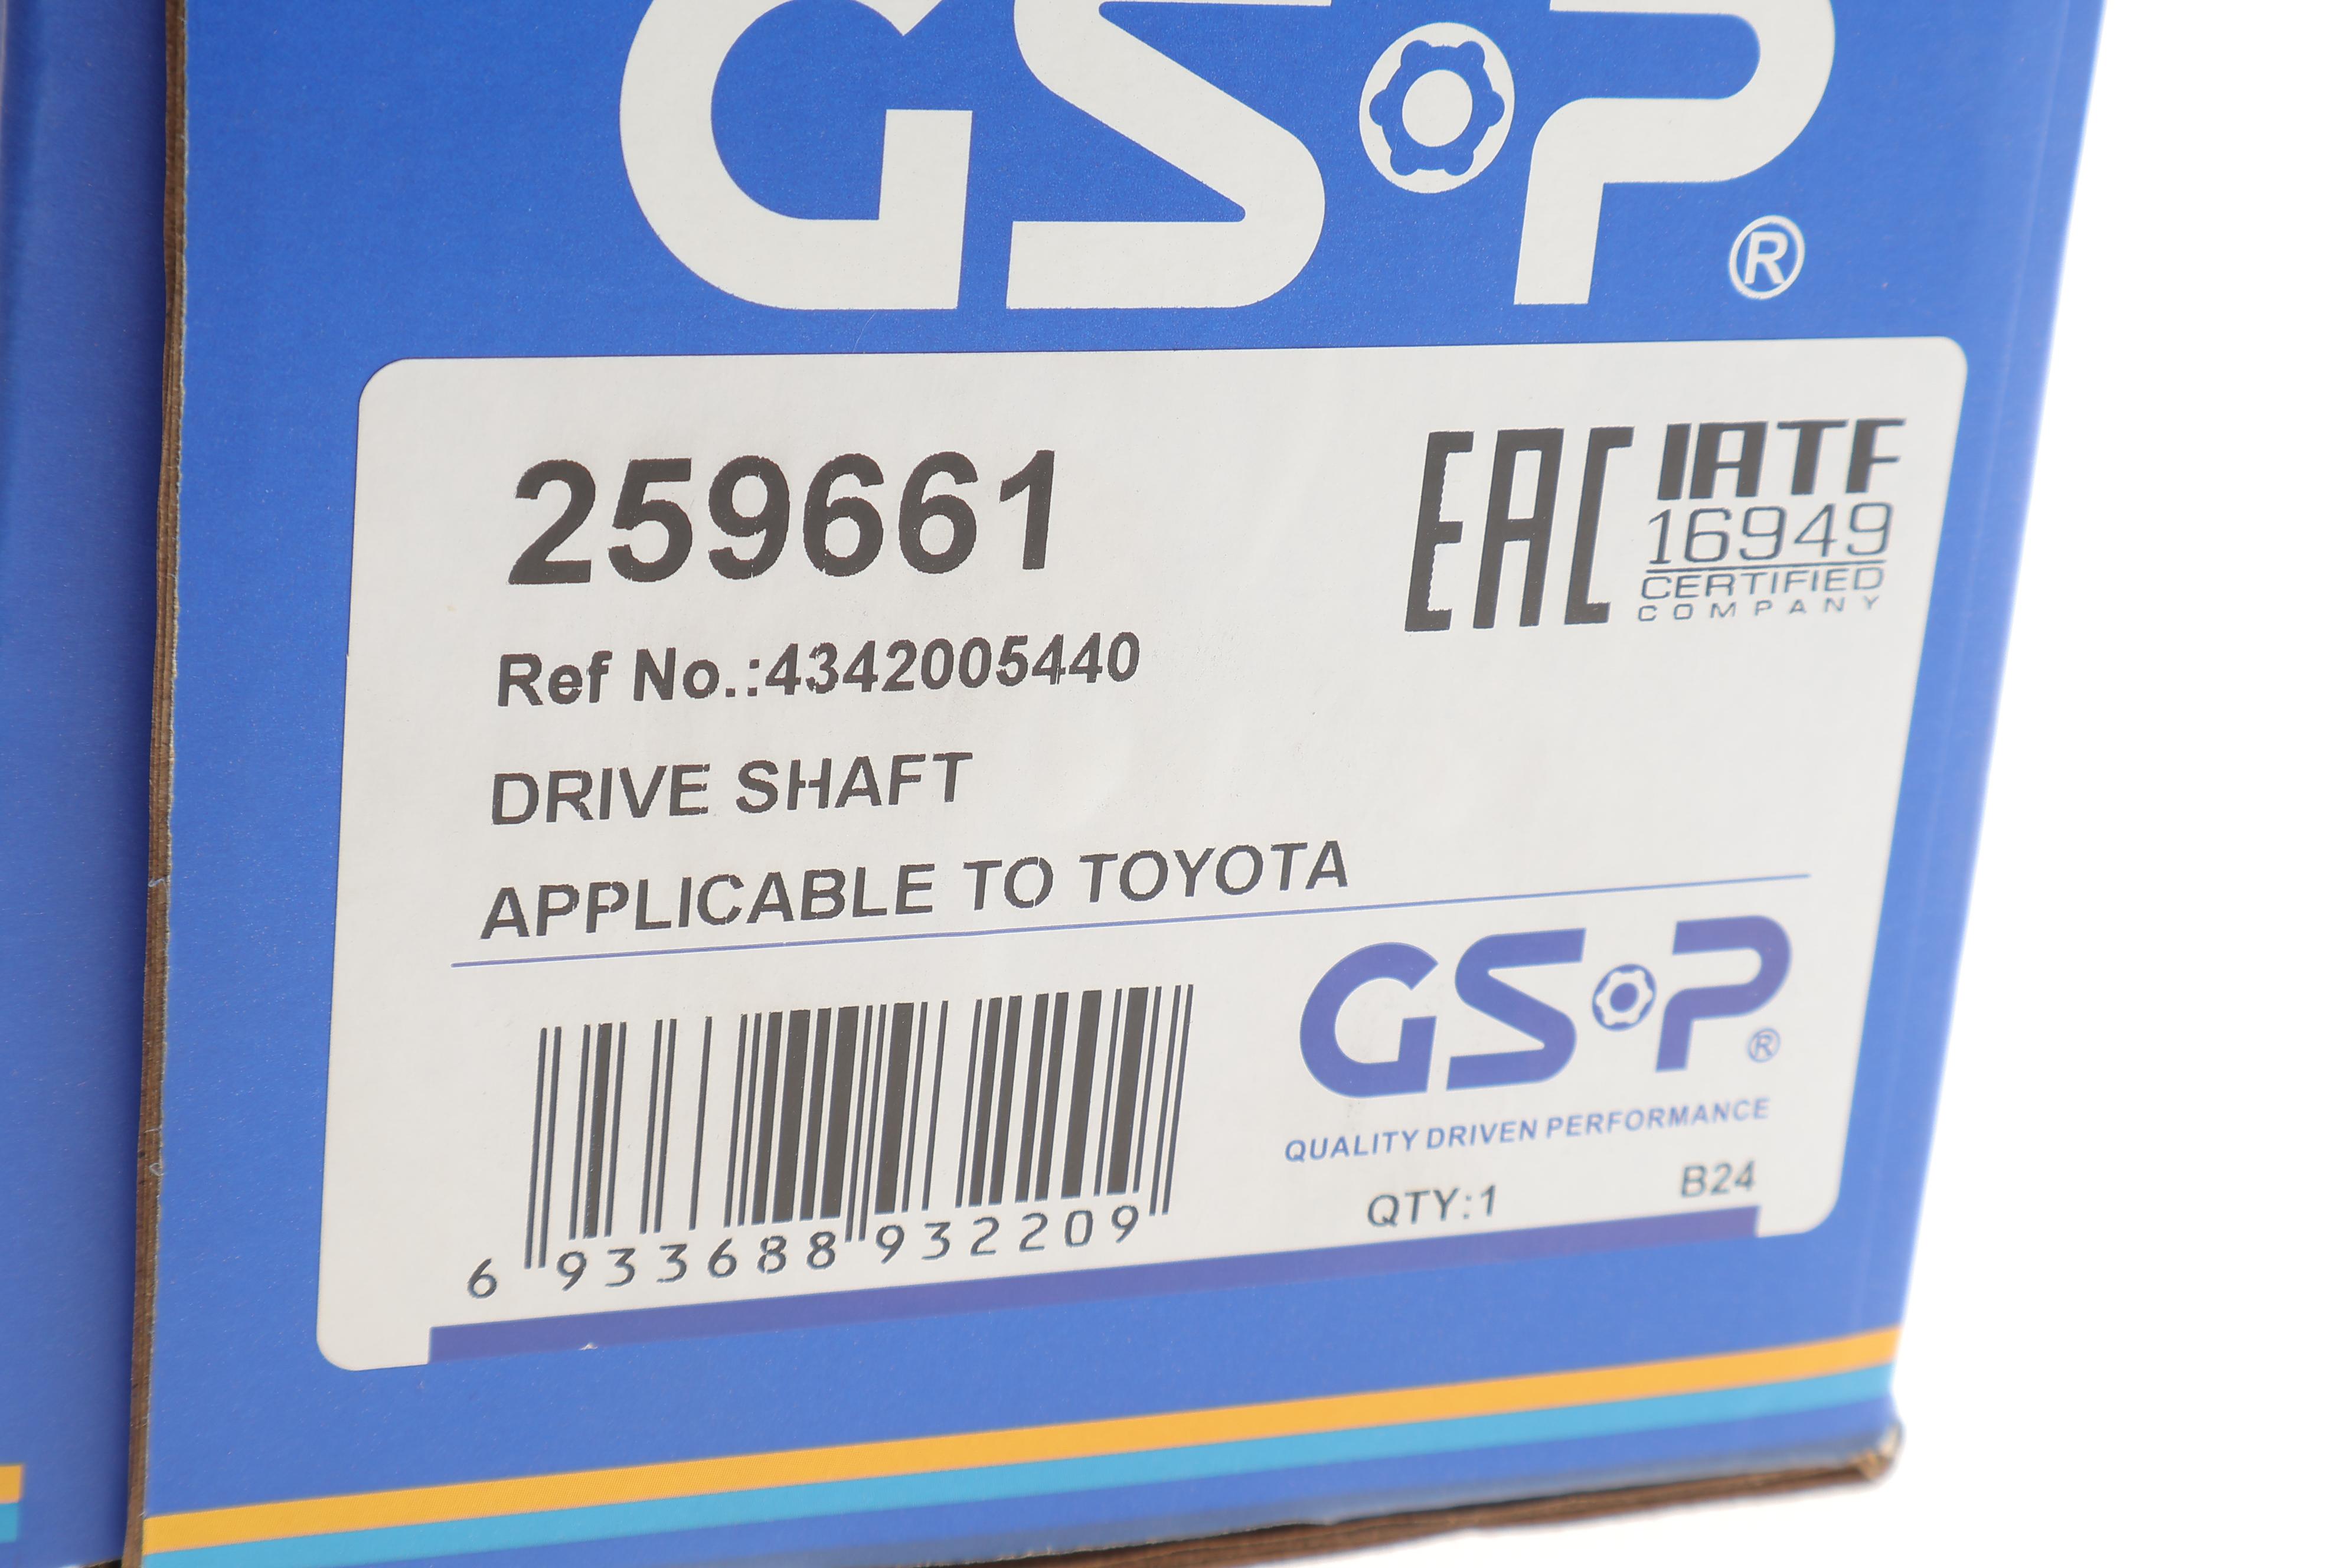 GSP®
259661
EAC
IATF
16949
CERTIFIED
COMPANY
Ref No.:4342005440
DRIVE SHAFT
APPLICABLE TO TOYOTA
GSP®
QUALITY DRIVEN PERFORMANCE
QTY:1 B24
6 933688 932209